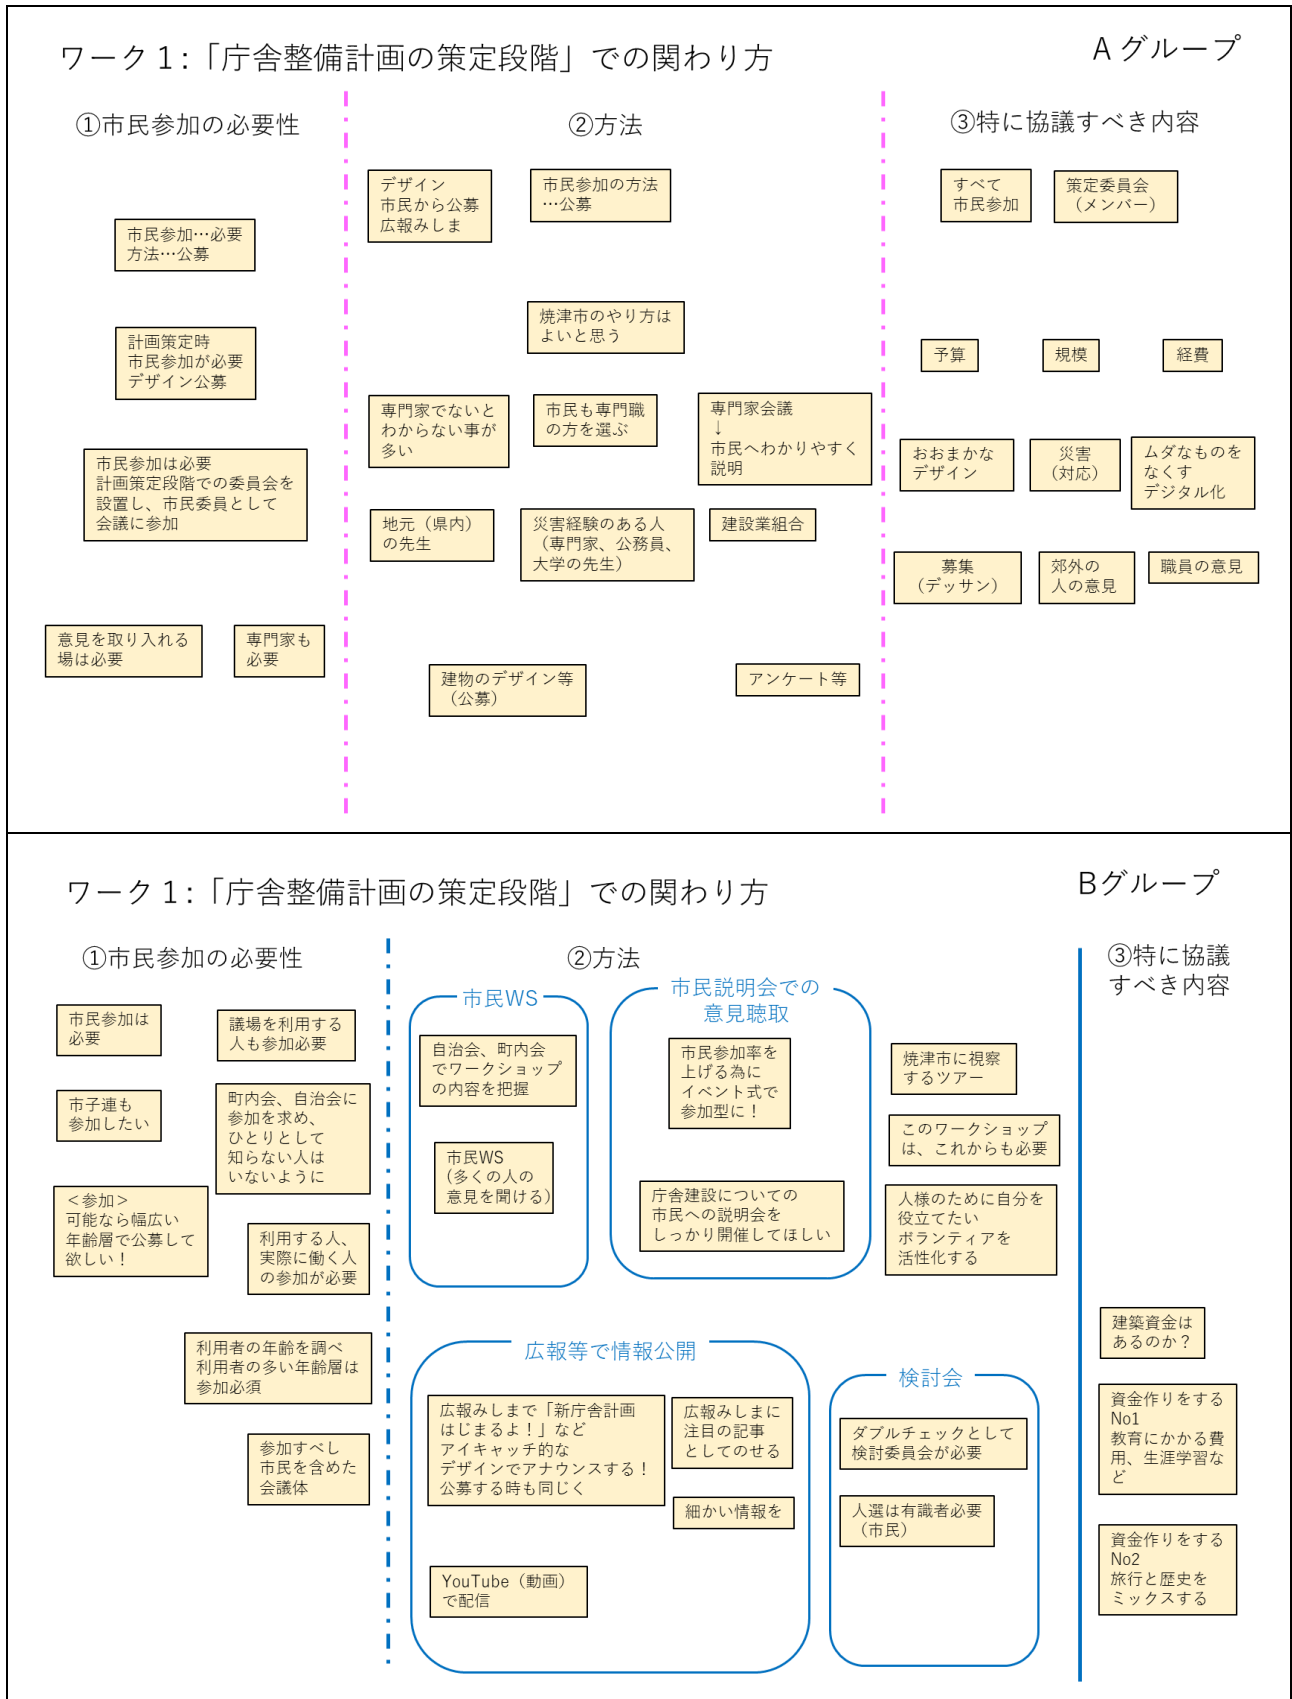 ワーク1：「庁舎整備計画の策定段階」での関わり方
Aグループ
①市民参加の必要性
市民参加…必要
方法…公募
計画策定時
市民参加が必要
デザイン公募
市民参加は必要
計画策定段階での委員会を
設置し、市民委員として
会議に参加
意見を取り入れる
場は必要
専門家も
必要
②方法
デザイン
市民から公募
広報みしま
市民参加の方法
…公募
焼津市のやり方は
よいと思う
専門家でないと
わからない事が
多い
市民も専門職
の方を選ぶ
専門家会議
↓
市民へわかりやすく
説明
地元（県内）
の先生
災害経験のある人
（専門家、公務員、
大学の先生）
建設業組合
建物のデザイン等
（公募）
アンケート等
③特に協議すべき内容
すべて
市民参加
策定委員会
（メンバー）
予算
規模
経費
おおまかな
デザイン
災害
（対応）
ムダなものを
なくす
デジタル化
募集
（デッサン）
郊外の
人の意見
職員の意見
ワーク1：「庁舎整備計画の策定段階」での関わり方
Bグループ
①市民参加の必要性
市民参加は
必要
議場を利用する
人も参加必要
市子連も
参加したい
町内会、自治会に
参加を求め、
ひとりとして
知らない人は
いないように
＜参加＞
可能なら幅広い
年齢層で公募して
欲しい！
利用する人、
実際に働く人
の参加が必要
利用者の年齢を調べ
利用者の多い年齢層は
参加必須
参加すべし
市民を含めた
会議体
②方法
市民WS
自治会、町内会
でワークショップ
の内容を把握
市民WS
(多くの人の
意見を聞ける)
市民説明会での
意見聴取
市民参加率を
上げる為に
イベント式で
参加型に！
庁舎建設についての
市民への説明会を
しっかり開催してほしい
焼津市に視察
するツアー
このワークショップ
は、これからも必要
人様のために自分を
役立てたい
ボランティアを
活性化する
広報等で情報公開
広報みしまで「新庁舎計画
はじまるよ！」など
アイキャッチ的な
デザインでアナウンスする！
公募する時も同じく
広報みしまに
注目の記事
としてのせる
細かい情報を
YouTube（動画）
で配信
検討会
ダブルチェックとして
検討委員会が必要
人選は有識者必要
（市民）
③特に協議
すべき内容
建築資金は
あるのか？
資金作りをする
No1
教育にかかる費
用、生涯学習な
ど
資金作りをする
No2
旅行と歴史を
ミックスする